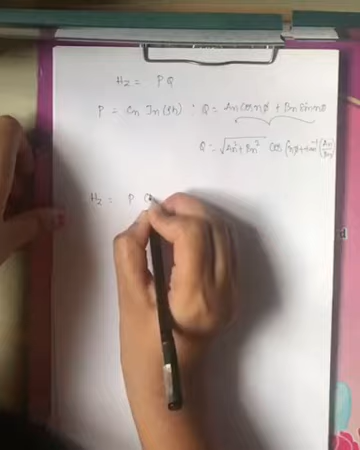 Hz = PQ
P = Cn Jn (βh) ; Q = An Cos nφ + Bn Sin nφ
Q = √An² + Bn² Cos (nφ + tan⁻¹ (An/Bn
Hz = P Q